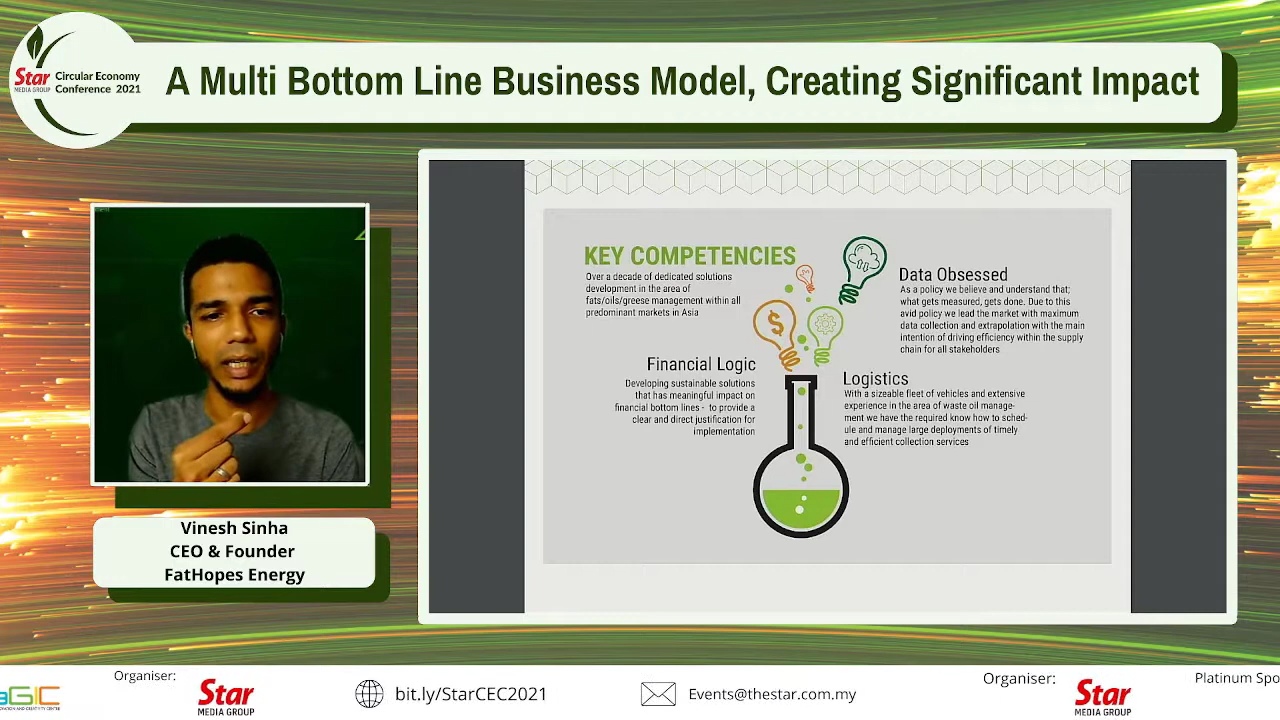 Star
MEDIA GROUP
Circular Economy
Conference 2021
A Multi Bottom Line Business Model, Creating Significant Impact
KEY COMPETENCIES
Over a decade of dedicated solutions
development in the area of
fats/oils/greese management within all
predominant markets in Asia
Data Obsessed
As a policy we believe and understand that;
what gets measured, gets done. Due to this
avid policy we lead the market with maximum
data collection and extrapolation with the main
intention of driving efficiency within the supply
chain for all stakeholders
$
Financial Logic
Developing sustainable solutions
that has meaningful impact on
financial bottom lines - to provide a
clear and direct justification for
implementation
Logistics
With a sizeable fleet of vehicles and extensive
experience in the area of waste oil manage-
ment we have the required know how to sched-
ule and manage large deployments of timely
and efficient collection services
Vinesh Sinha
CEO & Founder
FatHopes Energy
aGIC
Organiser:
Star
MEDIA GROUP
bit.ly/StarCEC2021
Events@thestar.com.my
Organiser:
Star
MEDIA GROUP
Platinum Spo